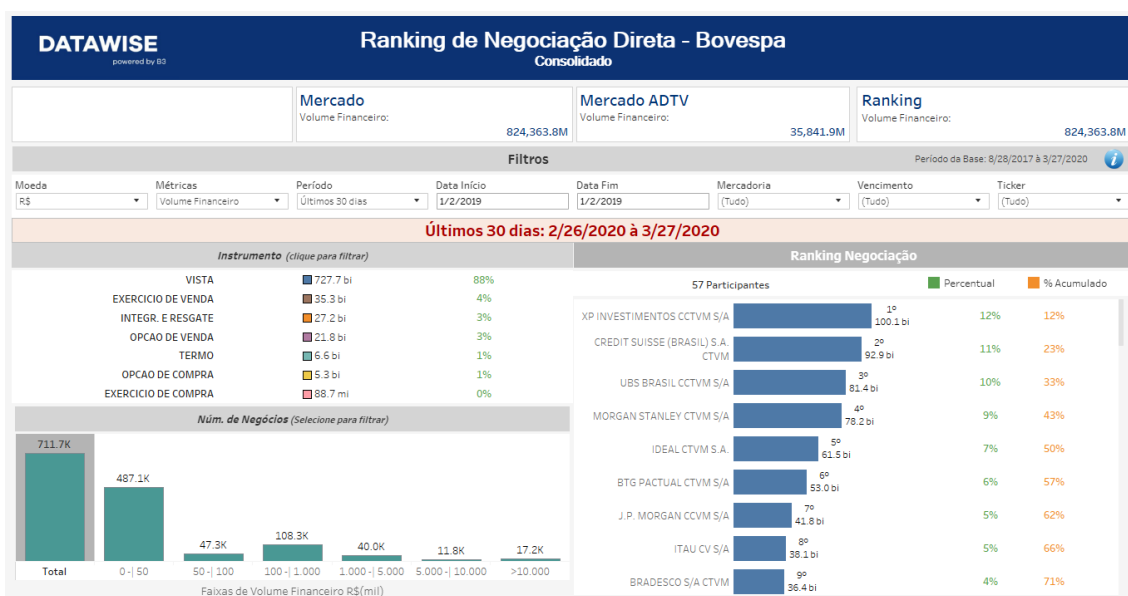 DATAWISE
powered by B3
Ranking de Negociação Direta - Bovespa
Consolidado
Mercado
Volume Financeiro:
824,363.8M
Mercado ADTV
Volume Financeiro:
35,841.9M
Ranking
Volume Financeiro:
824,363.8M
Filtros
Período da Base: 8/28/2017 à 3/27/2020
i
Moeda Métricas Período Data Início Data Fim Mercadoria Vencimento Ticker
R$ Volume Financeiro Últimos 30 dias 1/2/2019 1/2/2019 (Tudo) (Tudo) (Tudo)
Últimos 30 dias: 2/26/2020 à 3/27/2020
Instrumento (clique para filtrar)
VISTA 727.7 bi 88%
EXERCICIO DE VENDA 35.3 bi 4%
INTEGR. E RESGATE 27.2 bi 3%
OPCAO DE VENDA 21.8 bi 3%
TERMO 6.6 bi 1%
OPCAO DE COMPRA 5.3 bi 1%
EXERCICIO DE COMPRA 88.7 mi 0%
Núm. de Negócios (Selecione para filtrar)
711.7K 487.1K 47.3K 108.3K 40.0K 11.8K 17.2K
Total 0 -| 50 50 -| 100 100 -| 1.000 1.000 -| 5.000 5.000 -| 10.000 >10.000
Faixas de Volume Financeiro R$(mil)
Ranking Negociação
57 Participantes Percentual % Acumulado
XP INVESTIMENTOS CCTVM S/A 1º 100.1 bi 12% 12%
CREDIT SUISSE (BRASIL) S.A. CTVM 2º 92.9 bi 11% 23%
UBS BRASIL CCTVM S/A 3º 81.4 bi 10% 33%
MORGAN STANLEY CTVM S/A 4º 78.2 bi 9% 43%
IDEAL CTVM S.A. 5º 61.5 bi 7% 50%
BTG PACTUAL CTVM S/A 6º 53.0 bi 6% 57%
J.P. MORGAN CCVM S/A 7º 41.8 bi 5% 62%
ITAU CV S/A 8º 38.1 bi 5% 66%
BRADESCO S/A CTVM 9º 36.4 bi 4% 71%